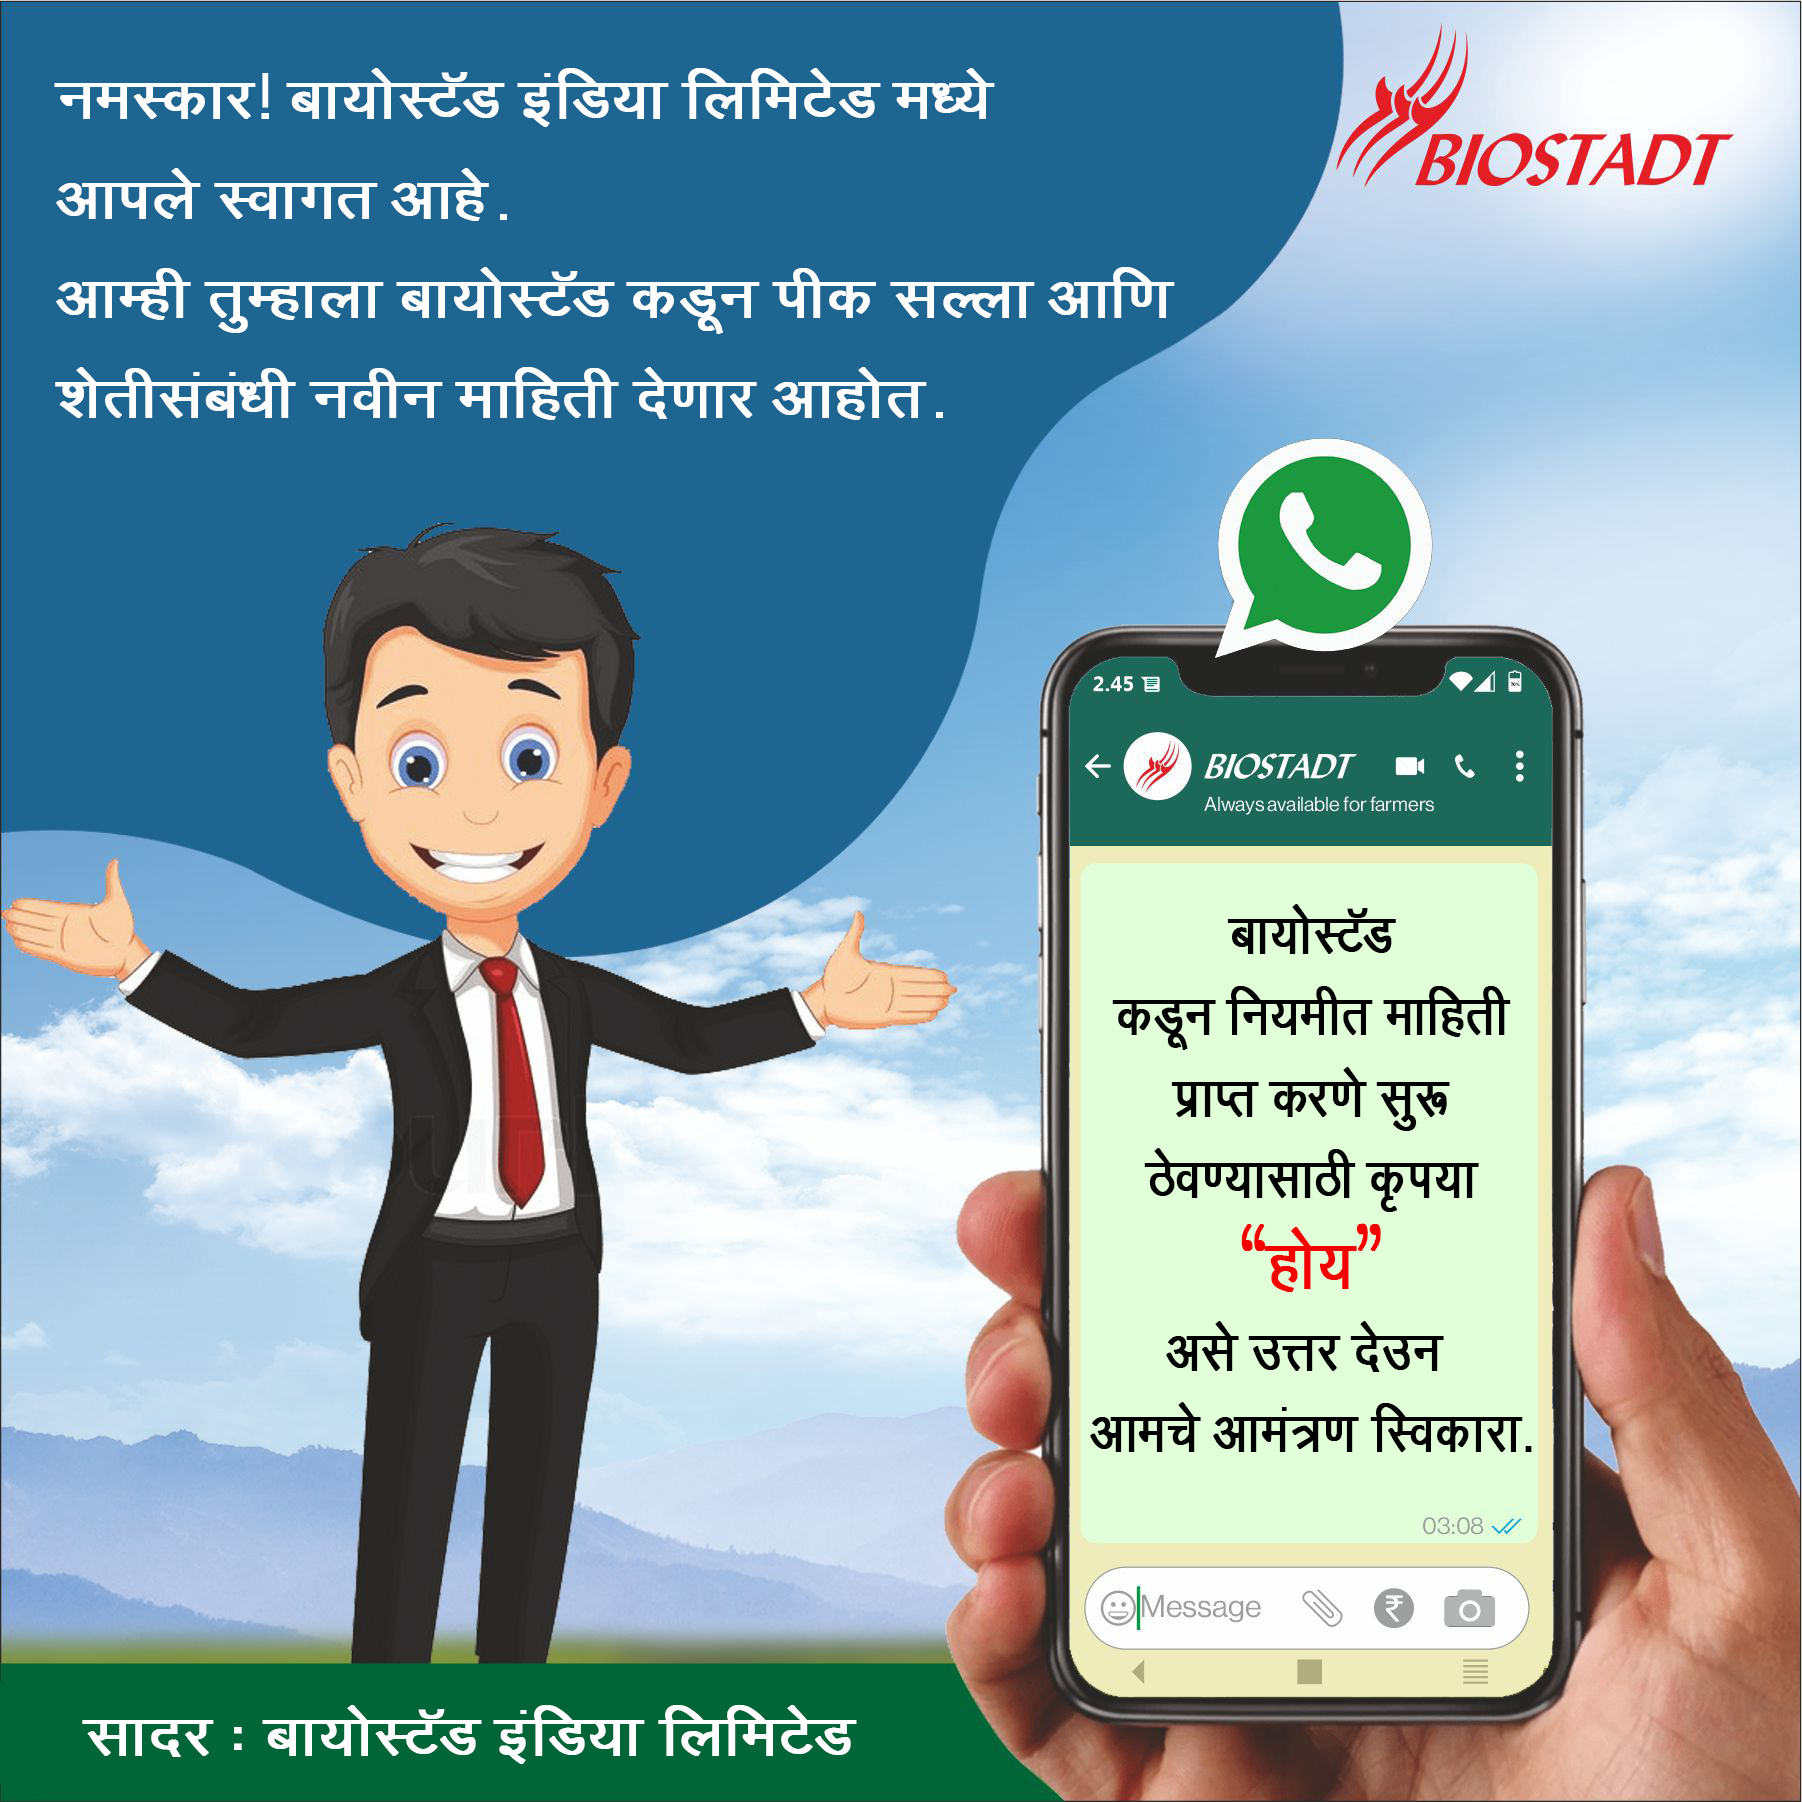 नमस्कार! बायोस्टॅड इंडिया लिमिटेड मध्ये
आपले स्वागत आहे.
आम्ही तुम्हाला बायोस्टॅड कडून पीक सल्ला आणि
शेतीसंबंधी नवीन माहिती देणार आहोत.
BIOSTADT
2.45
BIOSTADT
Always available for farmers
बायोस्टॅड
कडून नियमीत माहिती
प्राप्त करणे सुरू
ठेवण्यासाठी कृपया
“होय”
असे उत्तर देउन
आमचे आमंत्रण स्विकारा.
03:08
Message
₹
सादर : बायोस्टॅड इंडिया लिमिटेड